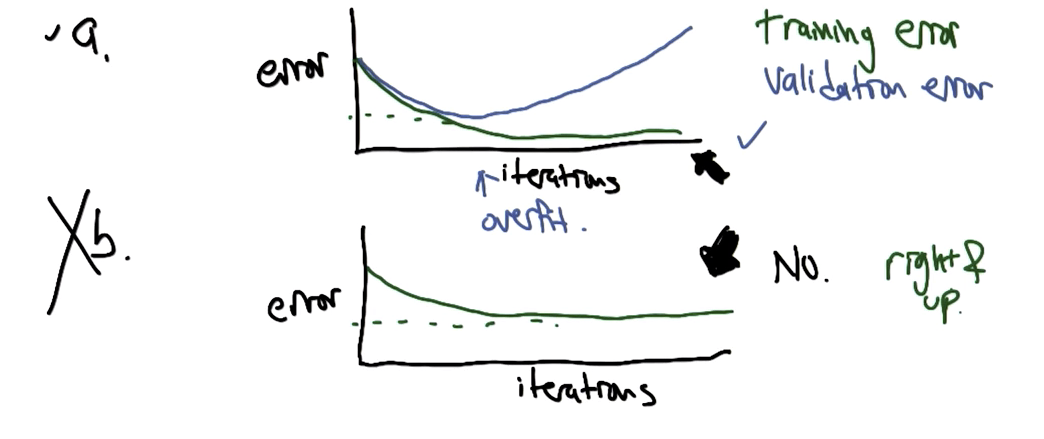 a.
error
training error
validation error
iterations
overfit.
b.
No.
right &
up.
error
iterations